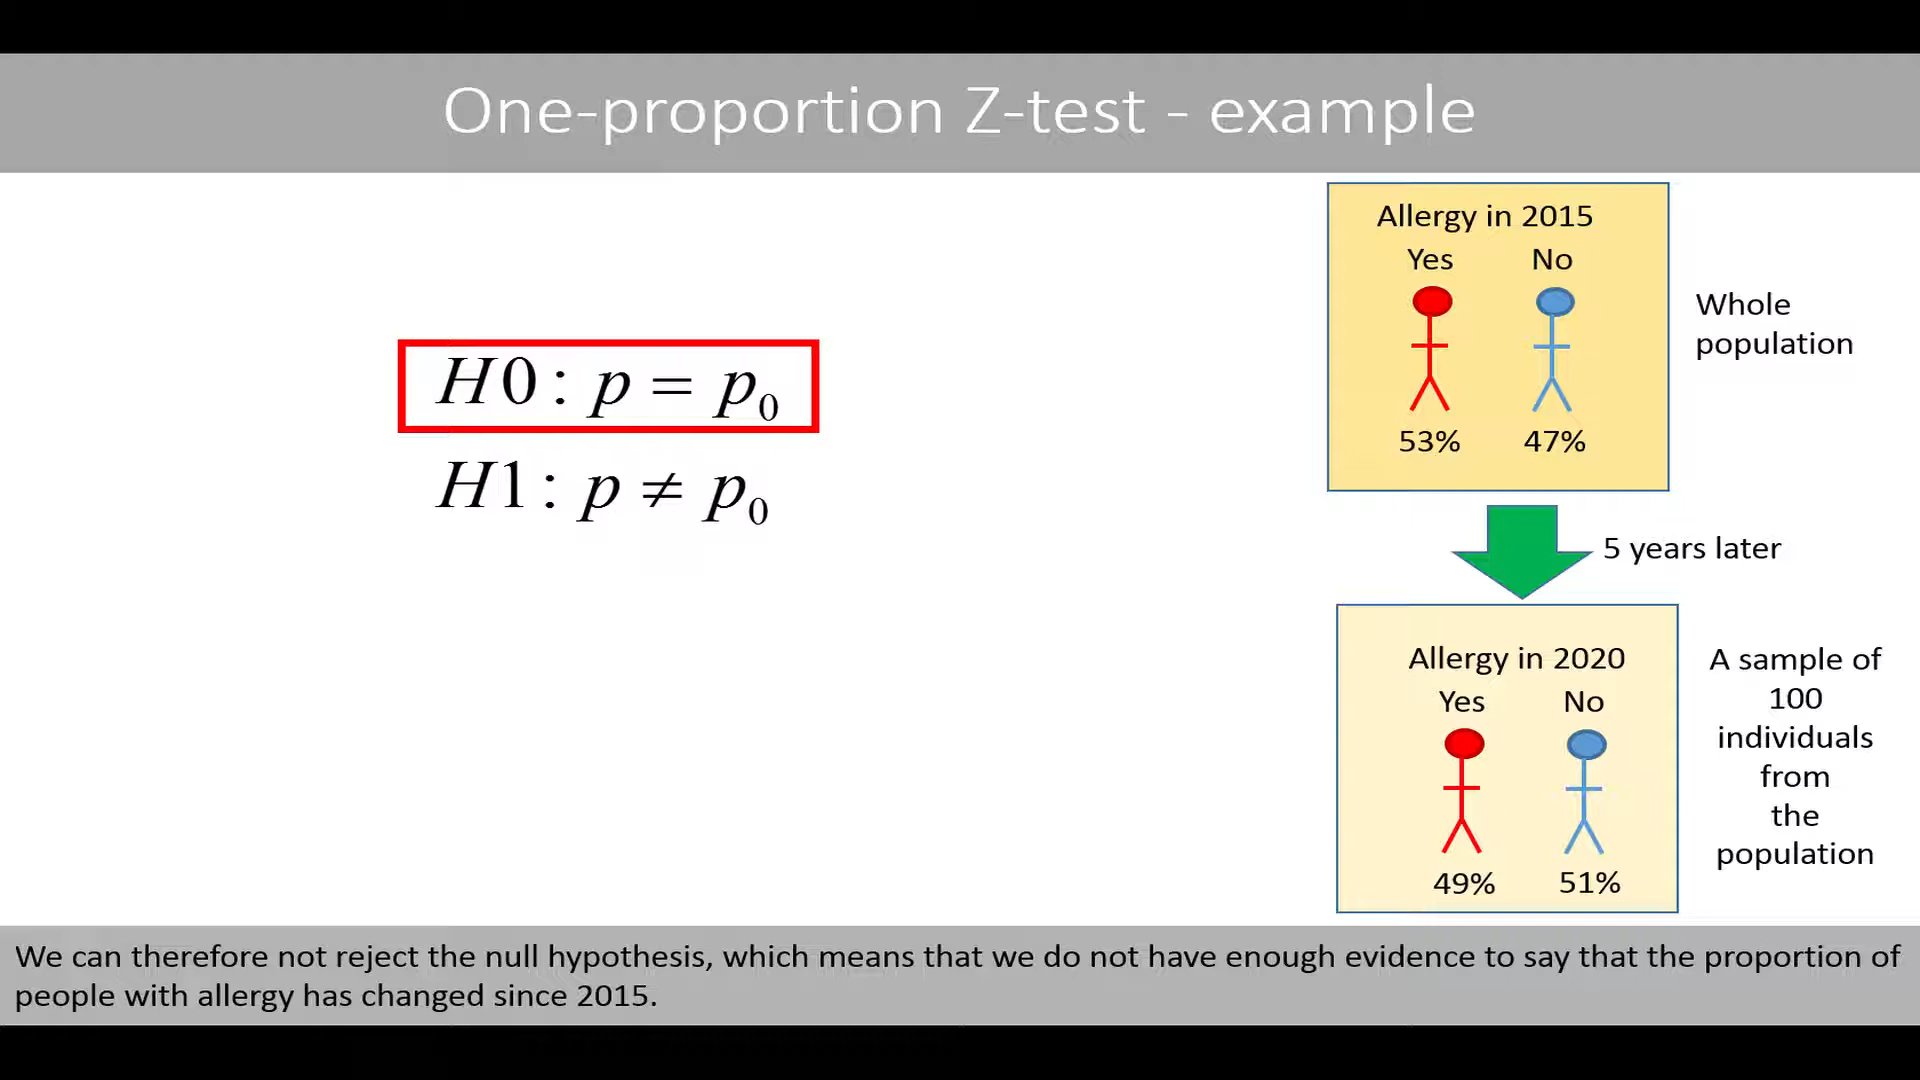 One-proportion Z-test - example
H0: p = p₀
H1: p ≠ p₀
Allergy in 2015
Yes No
53% 47%
Whole
population
5 years later
Allergy in 2020
Yes No
49% 51%
A sample of
100
individuals
from
the
population
We can therefore not reject the null hypothesis, which means that we do not have enough evidence to say that the proportion of
people with allergy has changed since 2015.